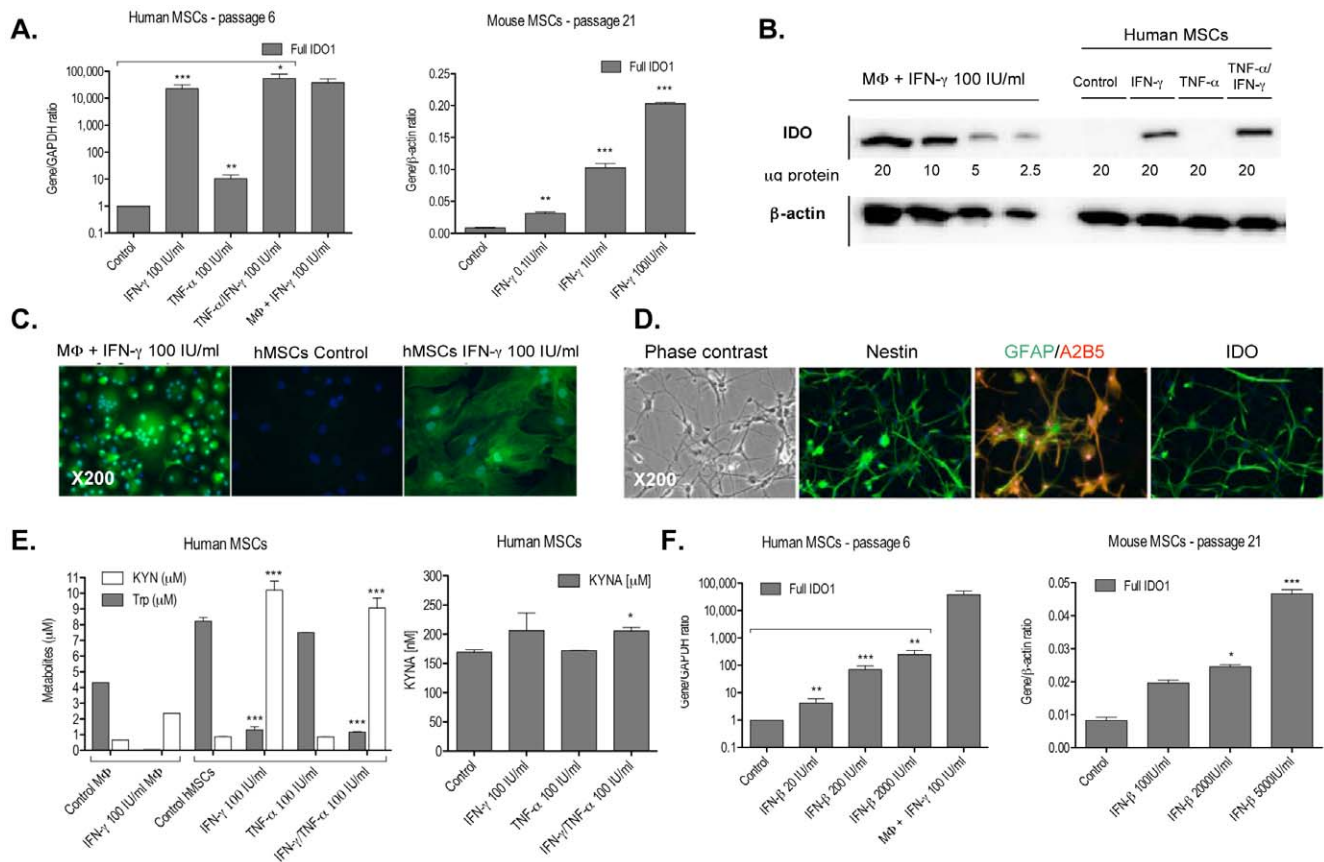 A.
Human MSCs - passage 6
Full IDO1
Gene/GAPDH ratio
100,000
10,000
1,000
100
10
1
0.1
***
**
*
Control
IFN-γ 100 IU/ml
TNF-α 100 IU/ml
TNF-α/IFN-γ 100 IU/ml
MΦ + IFN-γ 100 IU/ml
Mouse MSCs - passage 21
Full IDO1
Gene/β-actin ratio
0.25
0.20
0.15
0.10
0.05
0.00
**
***
***
Control
IFN-γ 0.1IU/ml
IFN-γ 1IU/ml
IFN-γ 100IU/ml
B.
Human MSCs
MΦ + IFN-γ 100 IU/ml
Control
IFN-γ
TNF-α
TNF-α/
IFN-γ
IDO
μg protein
20 10 5 2.5 20 20 20 20
β-actin
C.
MΦ + IFN-γ 100 IU/ml
hMSCs Control
hMSCs IFN-γ 100 IU/ml
X200
D.
Phase contrast
Nestin
GFAP/A2B5
IDO
X200
E.
Human MSCs
KYN (μM)
Trp (μM)
Metabolites (μM)
11
10
9
8
7
6
5
4
3
2
1
0
***
***
***
***
Control MΦ
IFN-γ 100 IU/ml MΦ
Control hMSCs
IFN-γ 100 IU/ml
TNF-α 100 IU/ml
IFN-γ/TNF-α 100 IU/ml
Human MSCs
KYNA [μM]
KYNA [nM]
300
250
200
150
100
50
0
*
Control
IFN-γ 100 IU/ml
TNF-α 100 IU/ml
IFN-γ/TNF-α 100 IU/ml
F.
Human MSCs - passage 6
Full IDO1
Gene/GAPDH ratio
100,000
10,000
1,000
100
10
1
0.1
**
***
**
Control
IFN-β 20 IU/ml
IFN-β 200 IU/ml
IFN-β 2000 IU/ml
MΦ + IFN-γ 100 IU/ml
Mouse MSCs - passage 21
Full IDO1
Gene/β-actin ratio
0.05
0.04
0.03
0.02
0.01
0.00
*
***
Control
IFN-β 100IU/ml
IFN-β 2000IU/ml
IFN-β 5000IU/ml